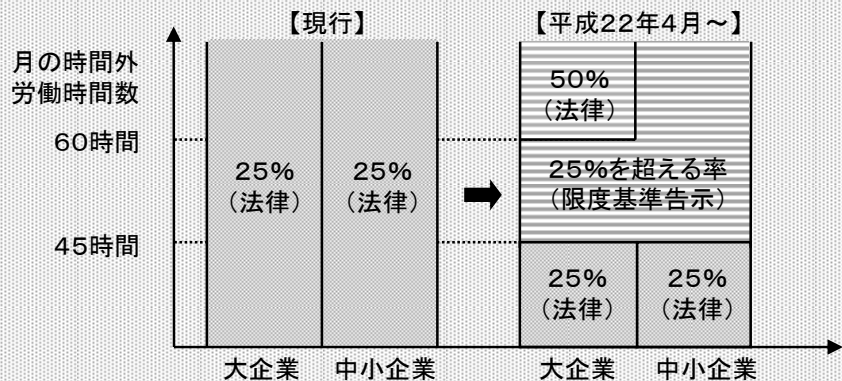 【現行】
【平成22年4月~】
月の時間外
労働時間数
60時間
45時間
25%
(法律)
25%
(法律)
50%
(法律)
25%を超える率
(限度基準告示)
25%
(法律)
25%
(法律)
大企業
中小企業
大企業
中小企業